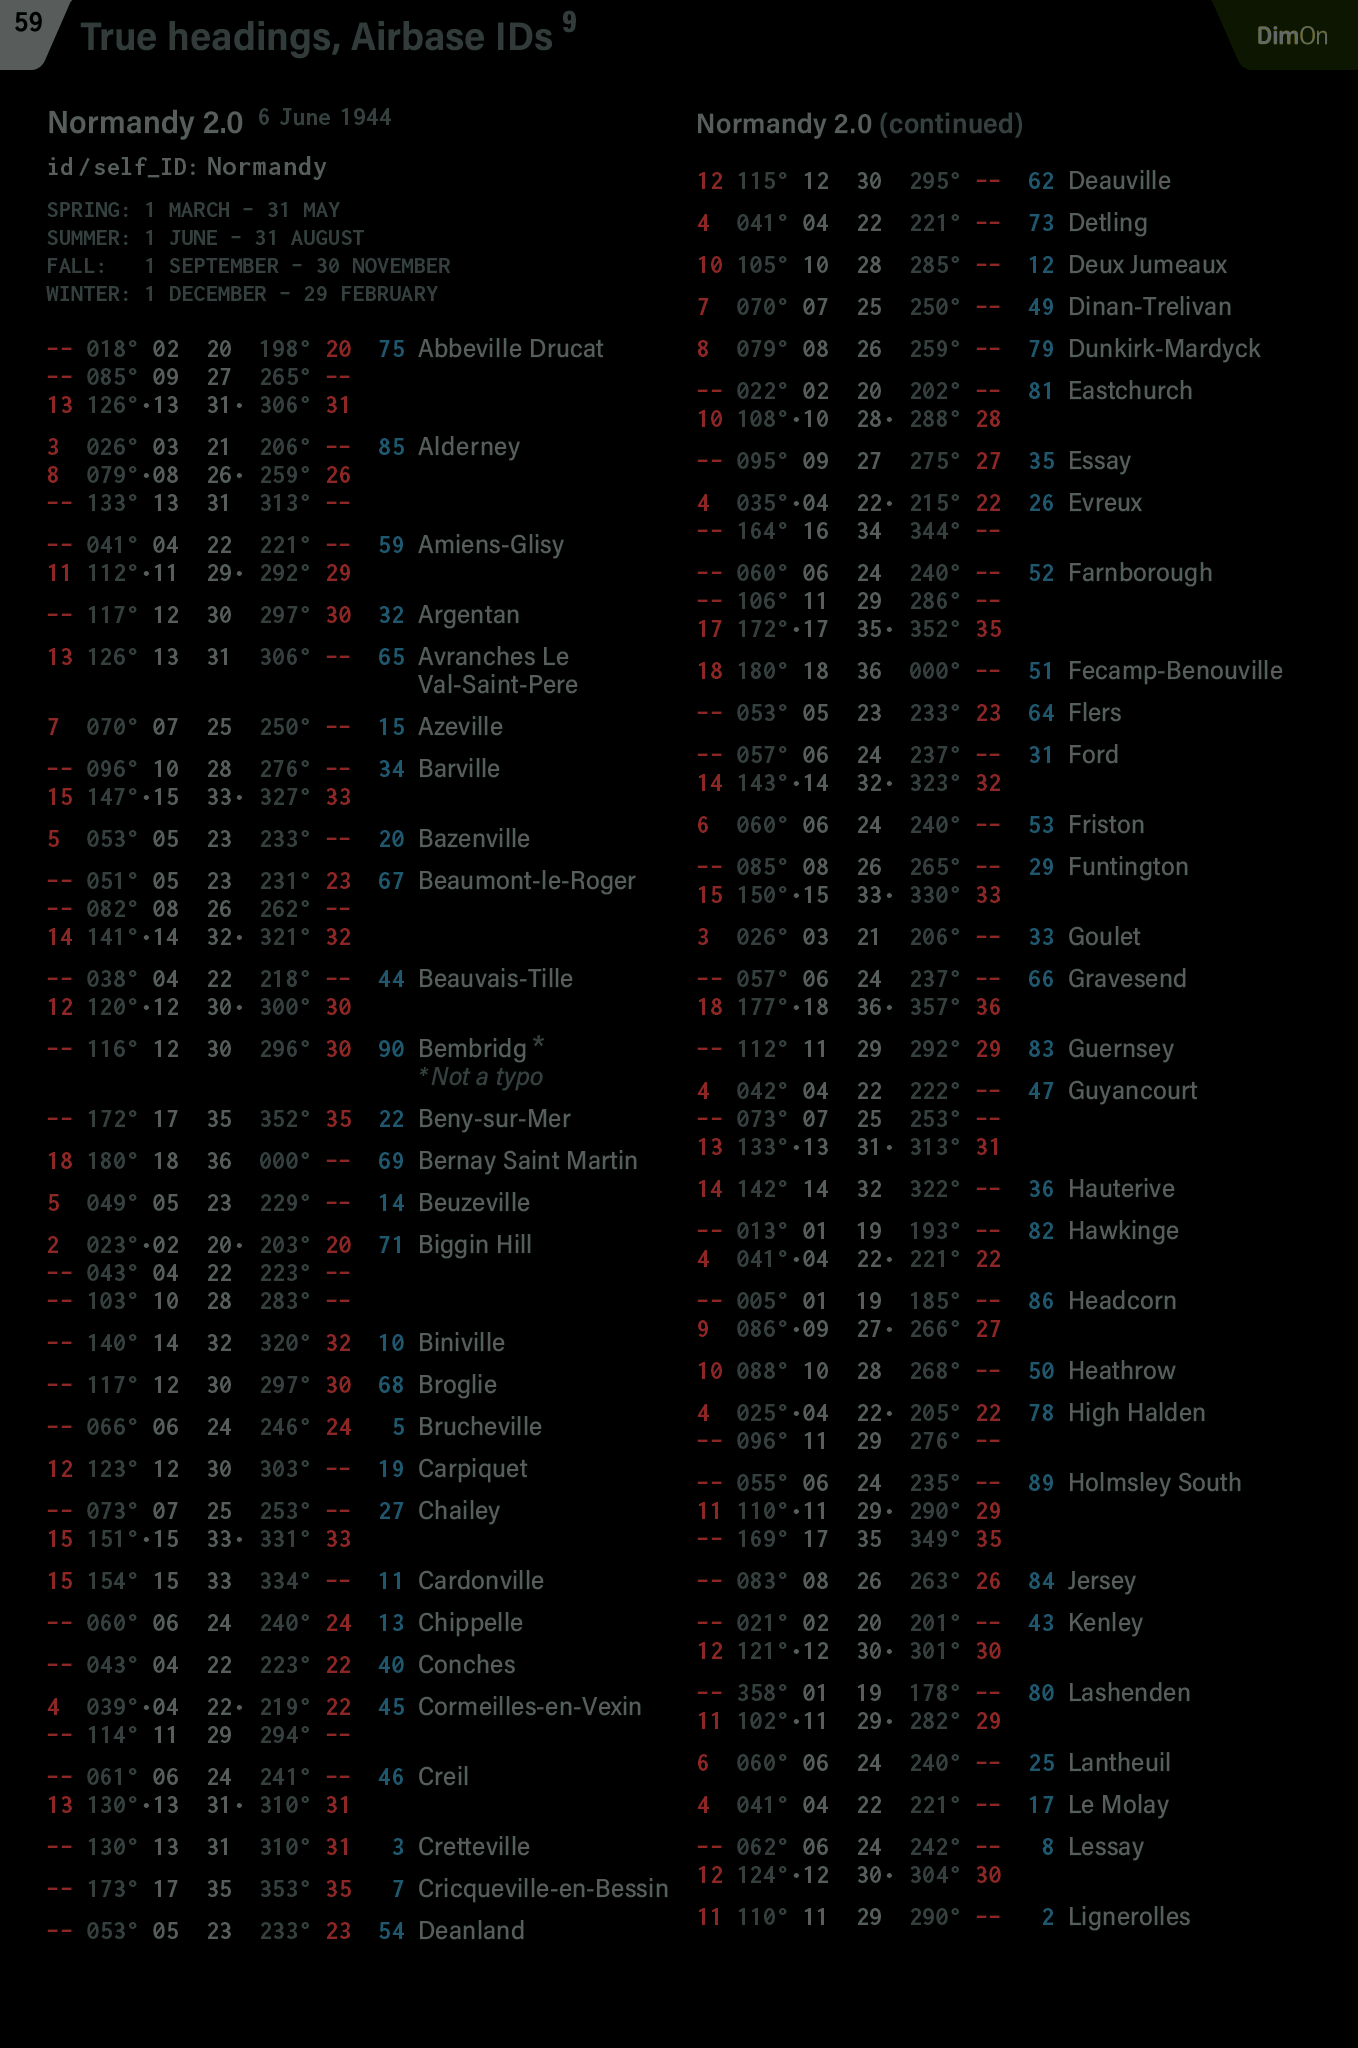 59
True headings, Airbase IDs 9
DimOn
Normandy 2.0 6 June 1944
id/self_ID: Normandy
SPRING: 1 MARCH – 31 MAY
SUMMER: 1 JUNE – 31 AUGUST
FALL: 1 SEPTEMBER – 30 NOVEMBER
WINTER: 1 DECEMBER – 29 FEBRUARY
-- 018° 02 20 198° 20 75 Abbeville Drucat
-- 085° 09 27 265° --
13 126°·13 31· 306° 31
3 026° 03 21 206° -- 85 Alderney
8 079°·08 26· 259° 26
-- 133° 13 31 313° --
-- 041° 04 22 221° -- 59 Amiens-Glisy
11 112°·11 29· 292° 29
-- 117° 12 30 297° 30 32 Argentan
13 126° 13 31 306° -- 65 Avranches Le
Val-Saint-Pere
7 070° 07 25 250° -- 15 Azeville
-- 096° 10 28 276° -- 34 Barville
15 147°·15 33· 327° 33
5 053° 05 23 233° -- 20 Bazenville
-- 051° 05 23 231° 23 67 Beaumont-le-Roger
-- 082° 08 26 262° --
14 141°·14 32· 321° 32
-- 038° 04 22 218° -- 44 Beauvais-Tille
12 120°·12 30· 300° 30
-- 116° 12 30 296° 30 90 Bembridg *
*Not a typo
-- 172° 17 35 352° 35 22 Beny-sur-Mer
18 180° 18 36 000° -- 69 Bernay Saint Martin
5 049° 05 23 229° -- 14 Beuzeville
2 023°·02 20· 203° 20 71 Biggin Hill
-- 043° 04 22 223° --
-- 103° 10 28 283° --
-- 140° 14 32 320° 32 10 Biniville
-- 117° 12 30 297° 30 68 Broglie
-- 066° 06 24 246° 24 5 Brucheville
12 123° 12 30 303° -- 19 Carpiquet
-- 073° 07 25 253° -- 27 Chailey
15 151°·15 33· 331° 33
15 154° 15 33 334° -- 11 Cardonville
-- 060° 06 24 240° 24 13 Chippelle
-- 043° 04 22 223° 22 40 Conches
4 039°·04 22· 219° 22 45 Cormeilles-en-Vexin
-- 114° 11 29 294° --
-- 061° 06 24 241° -- 46 Creil
13 130°·13 31· 310° 31
-- 130° 13 31 310° 31 3 Cretteville
-- 173° 17 35 353° 35 7 Cricqueville-en-Bessin
-- 053° 05 23 233° 23 54 Deanland
Normandy 2.0 (continued)
12 115° 12 30 295° -- 62 Deauville
4 041° 04 22 221° -- 73 Detling
10 105° 10 28 285° -- 12 Deux Jumeaux
7 070° 07 25 250° -- 49 Dinan-Trelivan
8 079° 08 26 259° -- 79 Dunkirk-Mardyck
-- 022° 02 20 202° -- 81 Eastchurch
10 108°·10 28· 288° 28
-- 095° 09 27 275° 27 35 Essay
4 035°·04 22· 215° 22 26 Evreux
-- 164° 16 34 344° --
-- 060° 06 24 240° -- 52 Farnborough
-- 106° 11 29 286° --
17 172°·17 35· 352° 35
18 180° 18 36 000° -- 51 Fecamp-Benouville
-- 053° 05 23 233° 23 64 Flers
-- 057° 06 24 237° -- 31 Ford
14 143°·14 32· 323° 32
6 060° 06 24 240° -- 53 Friston
-- 085° 08 26 265° -- 29 Funtington
15 150°·15 33· 330° 33
3 026° 03 21 206° -- 33 Goulet
-- 057° 06 24 237° -- 66 Gravesend
18 177°·18 36· 357° 36
-- 112° 11 29 292° 29 83 Guernsey
4 042° 04 22 222° -- 47 Guyancourt
-- 073° 07 25 253° --
13 133°·13 31· 313° 31
14 142° 14 32 322° -- 36 Hauterive
-- 013° 01 19 193° -- 82 Hawkinge
4 041°·04 22· 221° 22
-- 005° 01 19 185° -- 86 Headcorn
9 086°·09 27· 266° 27
10 088° 10 28 268° -- 50 Heathrow
4 025°·04 22· 205° 22 78 High Halden
-- 096° 11 29 276° --
-- 055° 06 24 235° -- 89 Holmsley South
11 110°·11 29· 290° 29
-- 169° 17 35 349° 35
-- 083° 08 26 263° 26 84 Jersey
-- 021° 02 20 201° -- 43 Kenley
12 121°·12 30· 301° 30
-- 358° 01 19 178° -- 80 Lashenden
11 102°·11 29· 282° 29
6 060° 06 24 240° -- 25 Lantheuil
4 041° 04 22 221° -- 17 Le Molay
-- 062° 06 24 242° -- 8 Lessay
12 124°·12 30· 304° 30
11 110° 11 29 290° -- 2 Lignerolles